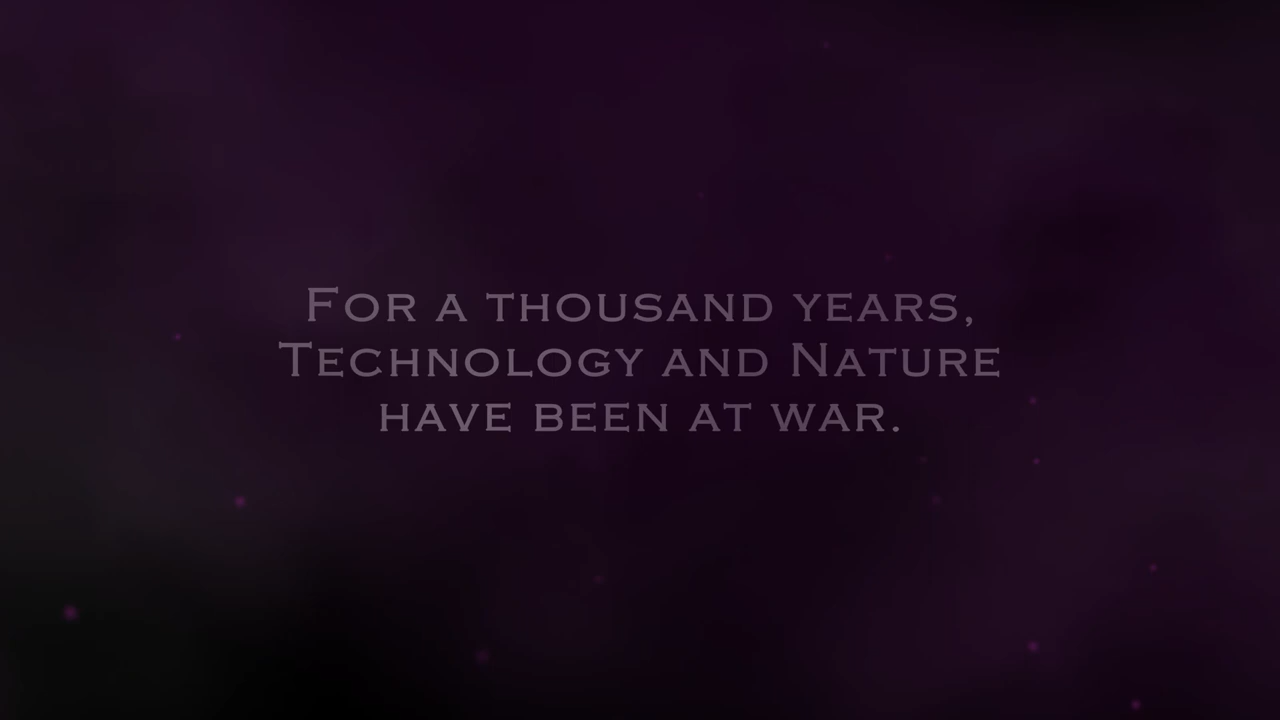 For a thousand years,
Technology and Nature
have been at war.